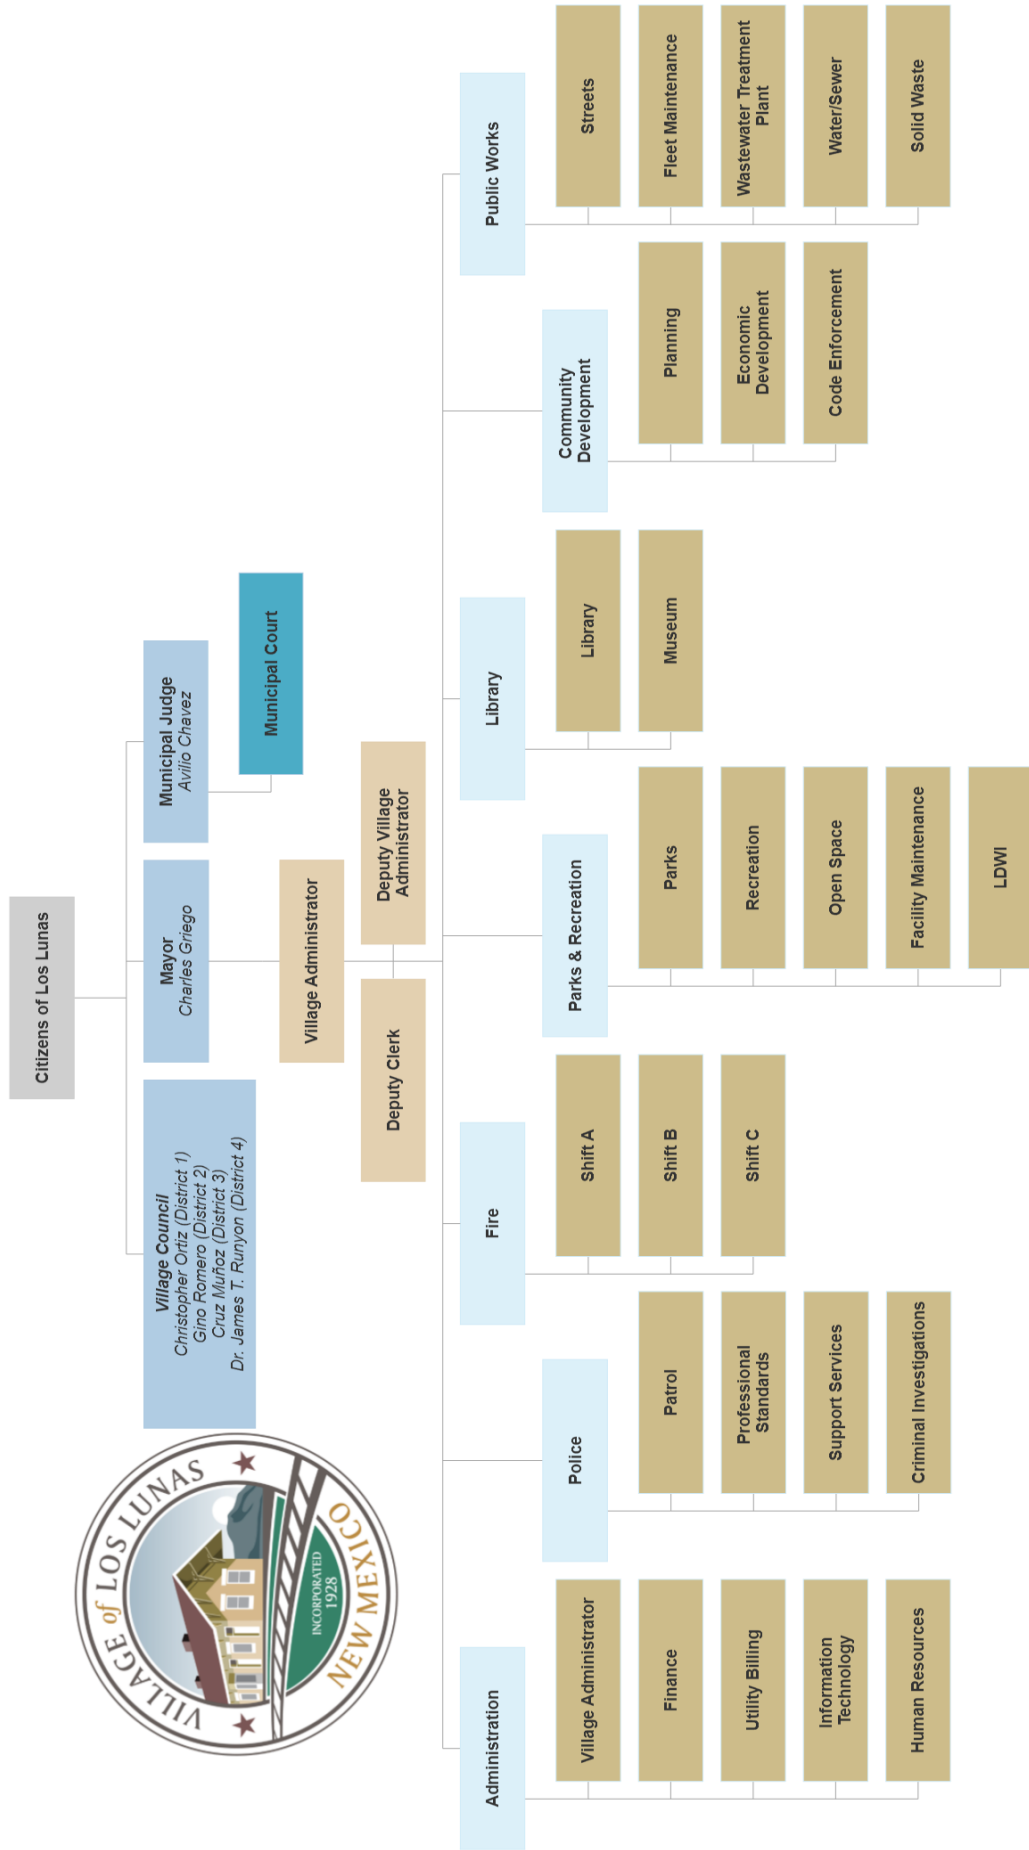 VILLAGE of LOS LUNAS
INCORPORATED
1928
NEW MEXICO
Citizens of Los Lunas
Village Council
Christopher Ortiz (District 1)
Gino Romero (District 2)
Cruz Muñoz (District 3)
Dr. James T. Runyon (District 4)
Mayor
Charles Griego
Municipal Judge
Avilio Chavez
Municipal Court
Village Administrator
Deputy Clerk
Deputy Village
Administrator
Administration
Village Administrator
Finance
Utility Billing
Information
Technology
Human Resources
Police
Patrol
Professional
Standards
Support Services
Criminal Investigations
Fire
Shift A
Shift B
Shift C
Parks & Recreation
Parks
Recreation
Open Space
Facility Maintenance
LDWI
Library
Library
Museum
Community
Development
Planning
Economic
Development
Code Enforcement
Public Works
Streets
Fleet Maintenance
Wastewater Treatment
Plant
Water/Sewer
Solid Waste